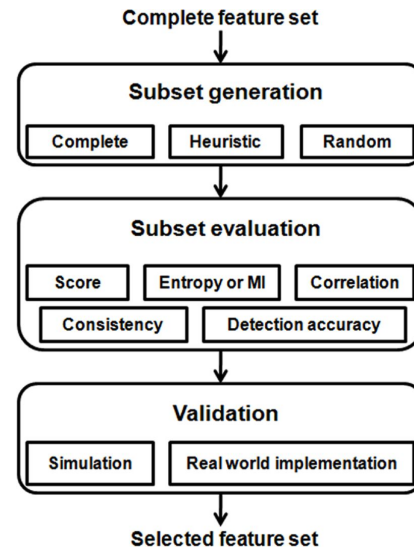 Complete feature set
Subset generation
Complete Heuristic Random
Subset evaluation
Score Entropy or MI Correlation
Consistency Detection accuracy
Validation
Simulation Real world implementation
Selected feature set